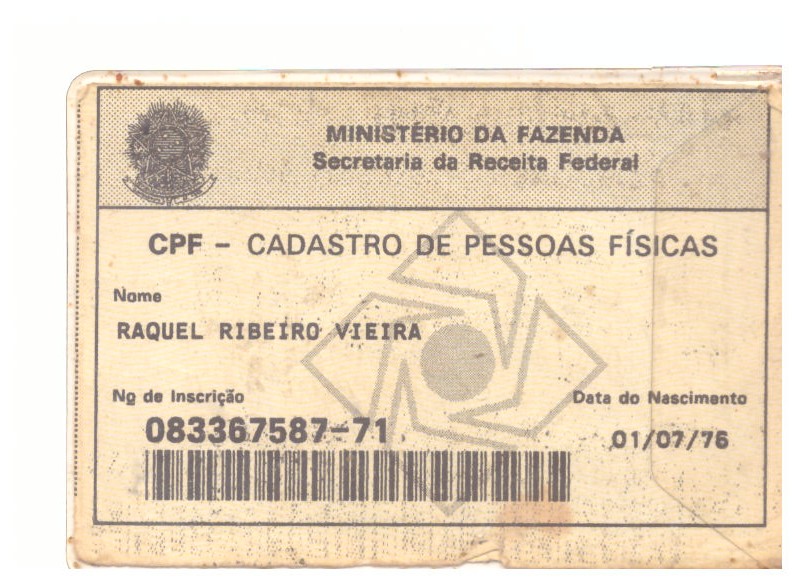 MINISTÉRIO DA FAZENDA
Secretaria da Receita Federal
CPF – CADASTRO DE PESSOAS FÍSICAS
Nome
RAQUEL RIBEIRO VIEIRA
Nº de Inscrição
Data do Nascimento
083367587-71
01/07/76